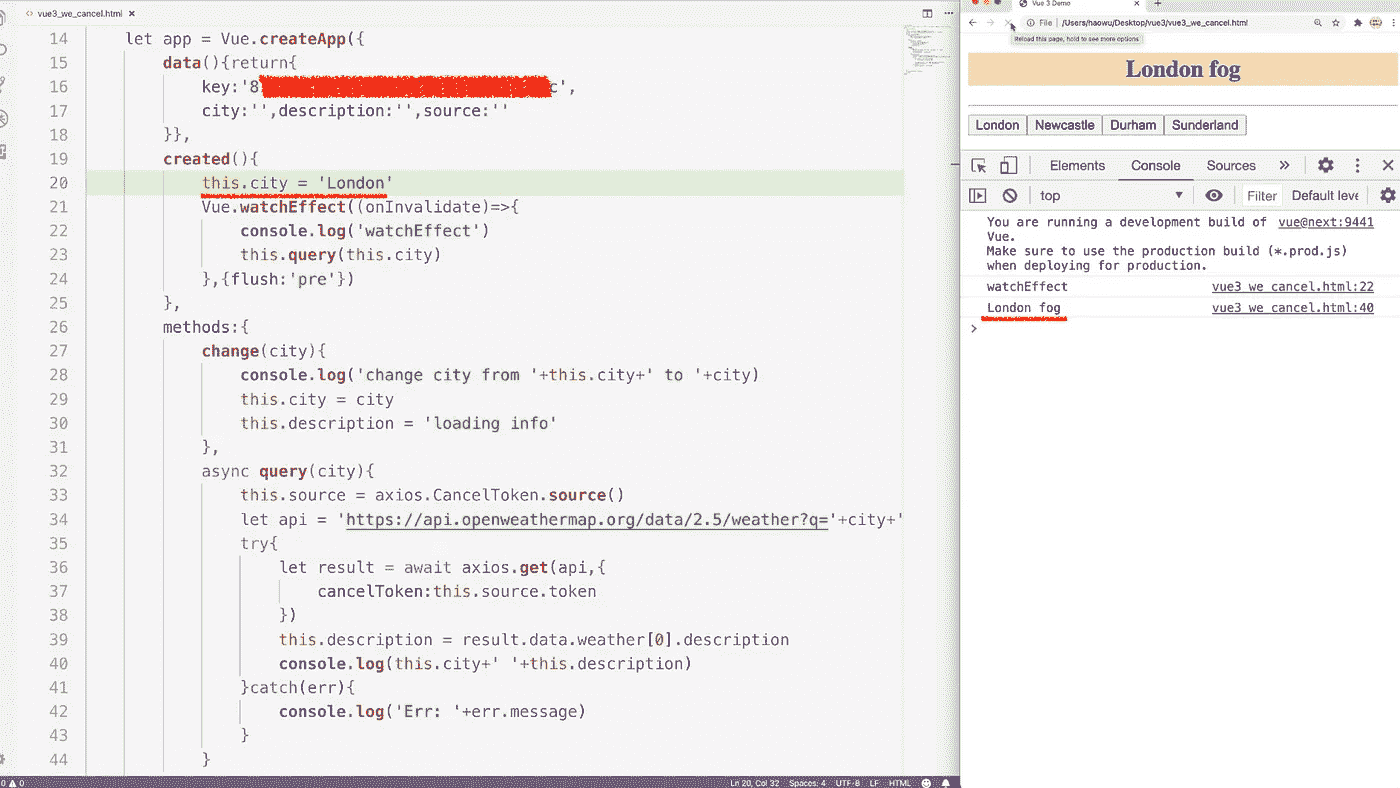 vue3_we_cancel.html ×
14 let app = Vue.createApp({
15 data(){return{
16 key:'8 c',
17 city:'',description:'',source:''
18 }},
19 created(){
20 this.city = 'London'
21 Vue.watchEffect((onInvalidate)=>{
22 console.log('watchEffect')
23 this.query(this.city)
24 },{flush:'pre'})
25 },
26 methods:{
27 change(city){
28 console.log('change city from '+this.city+' to '+city)
29 this.city = city
30 this.description = 'loading info'
31 },
32 async query(city){
33 this.source = axios.CancelToken.source()
34 let api = 'https://api.openweathermap.org/data/2.5/weather?q='+city+'
35 try{
36 let result = await axios.get(api,{
37 cancelToken:this.source.token
38 })
39 this.description = result.data.weather[0].description
40 console.log(this.city+' '+this.description)
41 }catch(err){
42 console.log('Err: '+err.message)
43 }
44 }
0 0 Ln 20, Col 32 Spaces: 4 UTF-8 LF HTML
Vue 3 Demo
File /Users/haowu/Desktop/vue3/vue3_we_cancel.html
Reload this page, hold to see more options
London fog
London Newcastle Durham Sunderland
Elements Console Sources »
top Filter Default leve
You are running a development build of vue@next:9441
Vue.
Make sure to use the production build (*.prod.js)
when deploying for production.
watchEffect vue3 we cancel.html:22
London fog vue3 we cancel.html:40
>